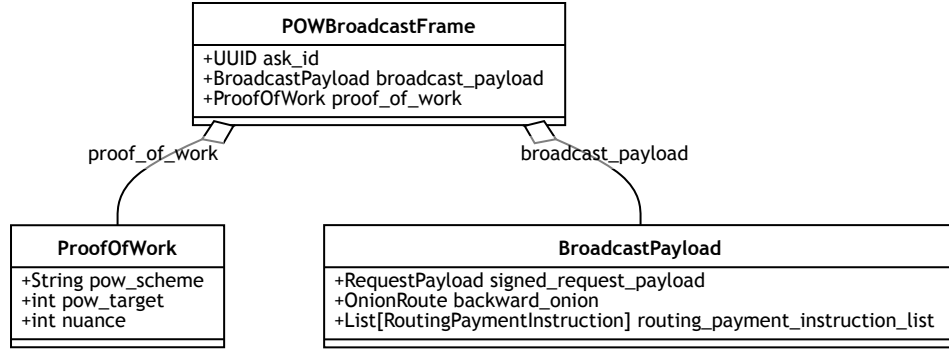 POWBroadcastFrame
+UUID ask_id
+BroadcastPayload broadcast_payload
+ProofOfWork proof_of_work
proof_of_work
broadcast_payload
ProofOfWork
+String pow_scheme
+int pow_target
+int nuance
BroadcastPayload
+RequestPayload signed_request_payload
+OnionRoute backward_onion
+List[RoutingPaymentInstruction] routing_payment_instruction_list